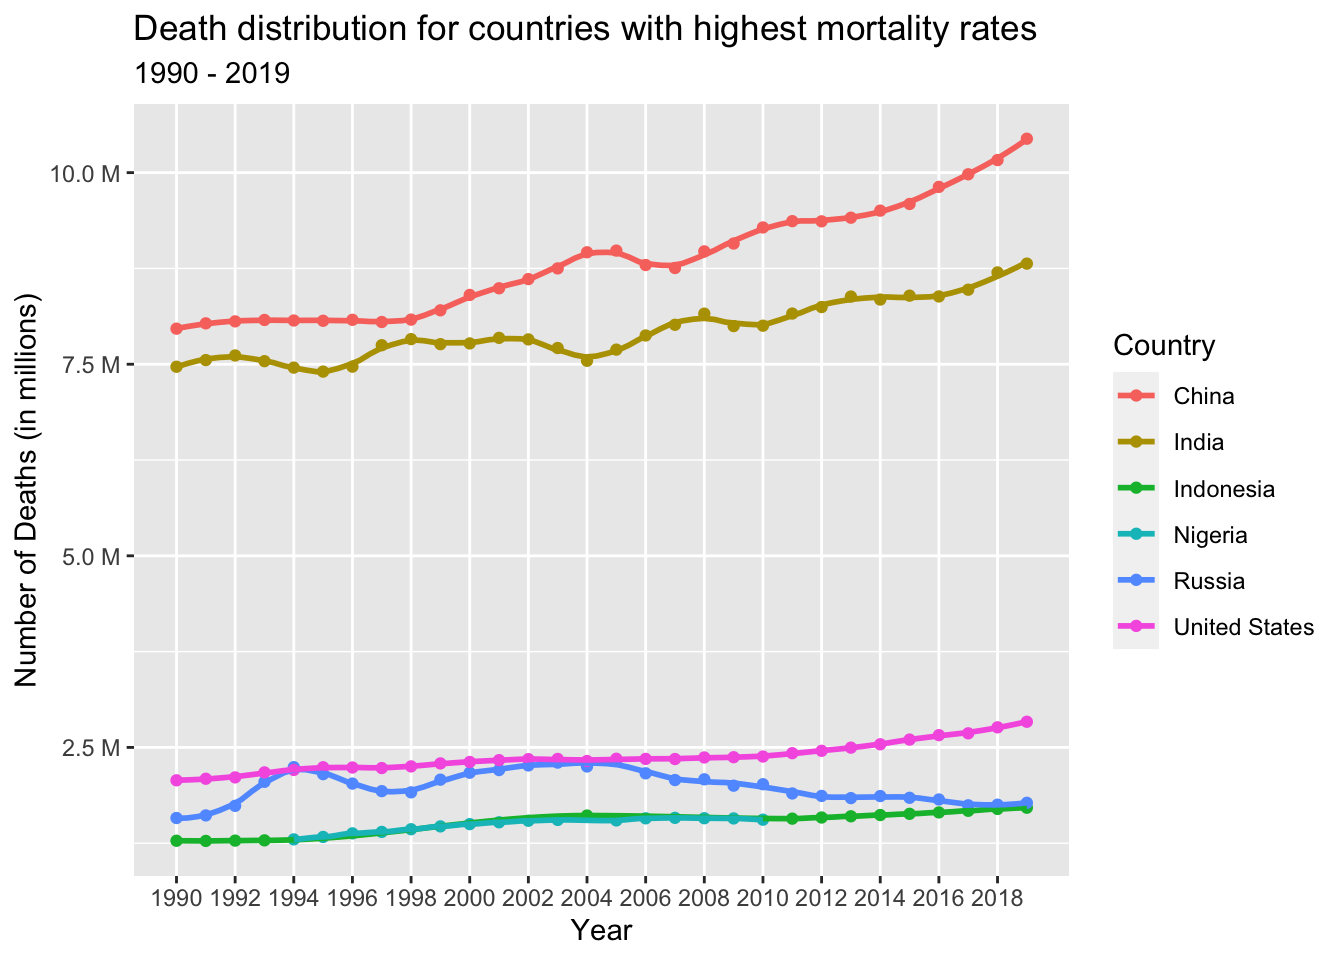 Death distribution for countries with highest mortality rates
1990 - 2019
10.0 M
7.5 M
5.0 M
2.5 M
Number of Deaths (in millions)
1990 1992 1994 1996 1998 2000 2002 2004 2006 2008 2010 2012 2014 2016 2018
Year
Country
China
India
Indonesia
Nigeria
Russia
United States